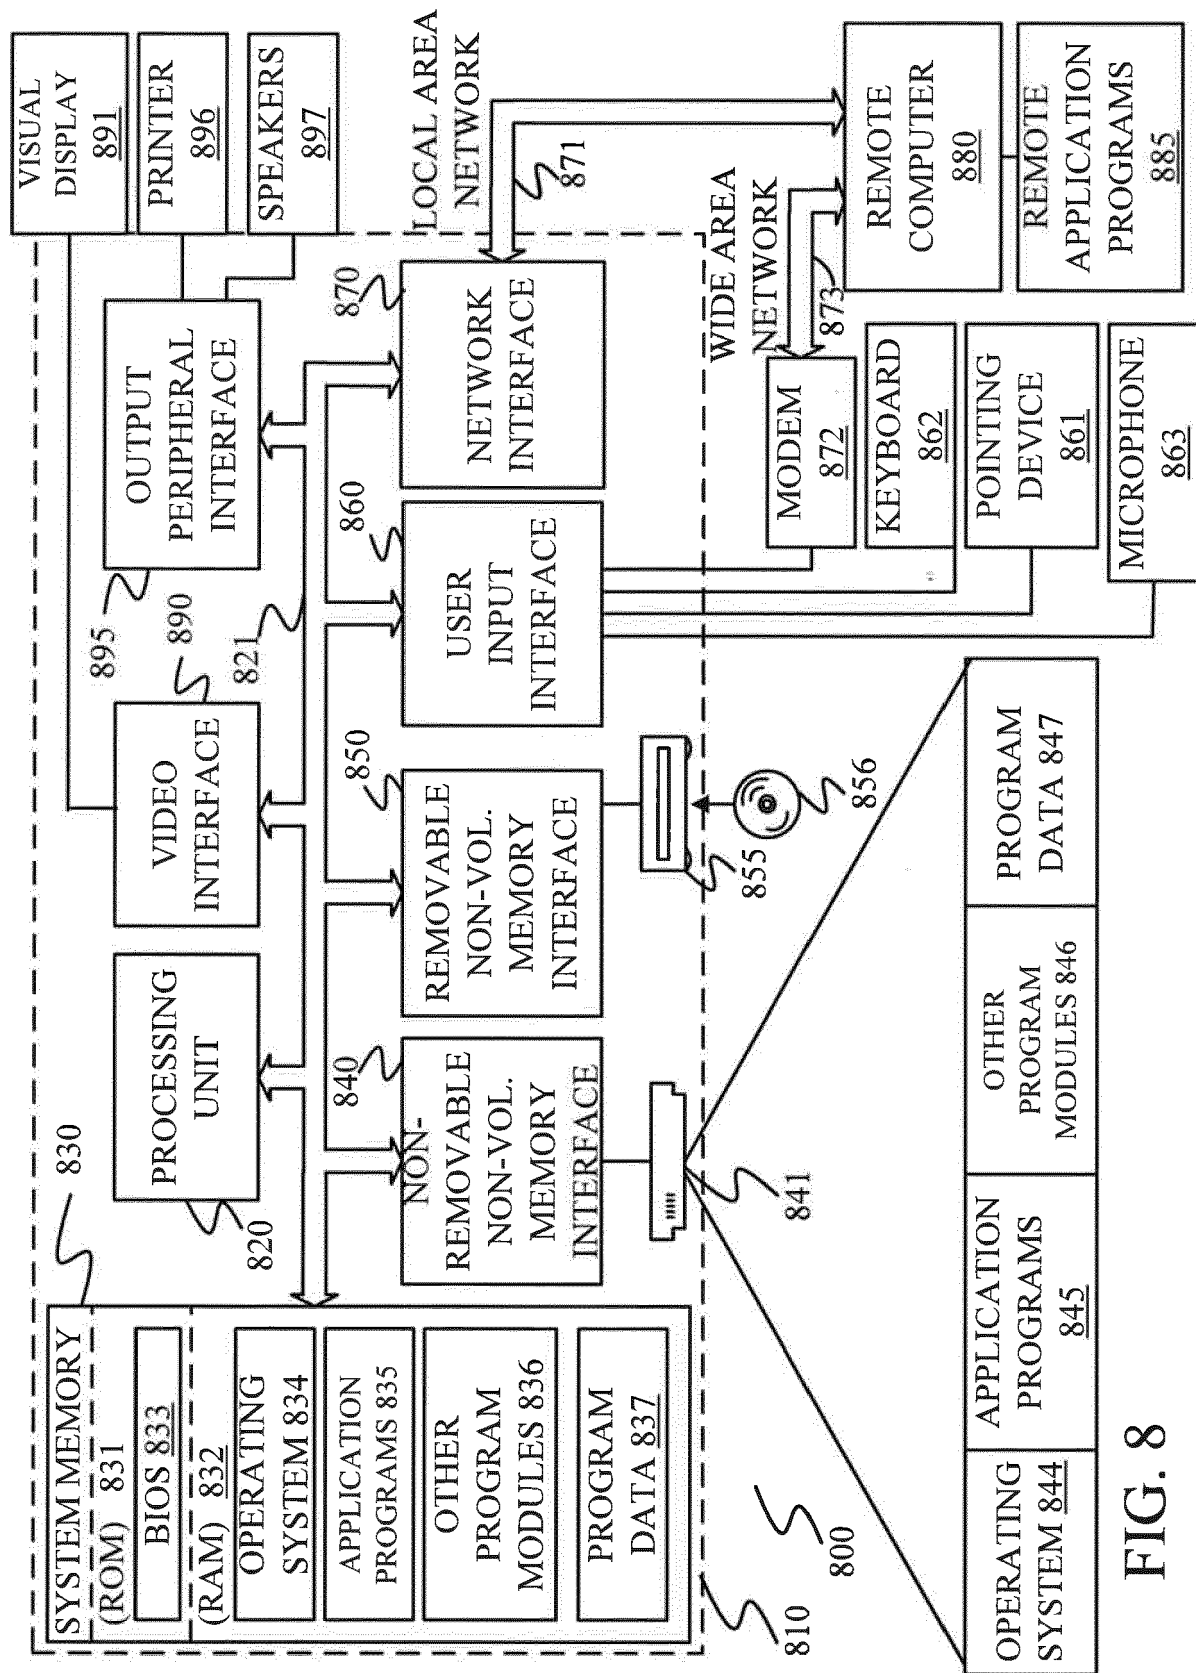 SYSTEM MEMORY
(ROM) 831
BIOS 833
(RAM) 832
OPERATING
SYSTEM 834
APPLICATION
PROGRAMS 835
OTHER
PROGRAM
MODULES 836
PROGRAM
DATA 837
830
PROCESSING
UNIT
820
VIDEO
INTERFACE
890
OUTPUT
PERIPHERAL
INTERFACE
895
821
VISUAL
DISPLAY
891
PRINTER
896
SPEAKERS
897
NON-
REMOVABLE
NON-VOL.
MEMORY
INTERFACE
840
REMOVABLE
NON-VOL.
MEMORY
INTERFACE
850
USER
INPUT
INTERFACE
860
NETWORK
INTERFACE
870
LOCAL AREA
NETWORK
871
WIDE AREA
NETWORK
873
MODEM
872
KEYBOARD
862
POINTING
DEVICE
861
MICROPHONE
863
REMOTE
COMPUTER
880
REMOTE
APPLICATION
PROGRAMS
885
841
855
856
810
800
OPERATING
SYSTEM 844
APPLICATION
PROGRAMS
845
OTHER
PROGRAM
MODULES 846
PROGRAM
DATA 847
FIG. 8